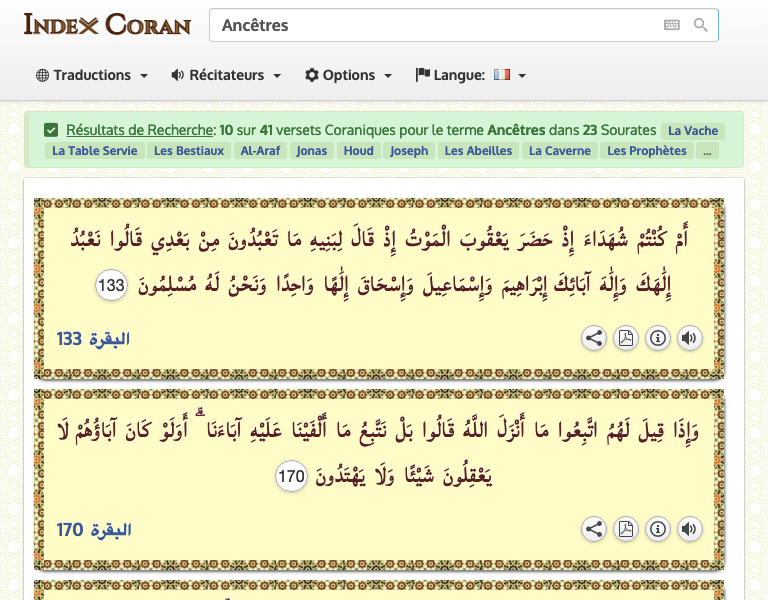 Index Coran
Ancêtres
Traductions Récitateurs Options Langue:
Résultats de Recherche: 10 sur 41 versets Coraniques pour le terme Ancêtres dans 23 Sourates La Vache
La Table Servie Les Bestiaux Al-Araf Jonas Houd Joseph Les Abeilles La Caverne Les Prophètes ...
أَمْ كُنْتُمْ شُهَدَاءَ إِذْ حَضَرَ يَعْقُوبَ الْمَوْتُ إِذْ قَالَ لِبَنِيهِ مَا تَعْبُدُونَ مِنْ بَعْدِي قَالُوا نَعْبُدُ
إِلَٰهَكَ وَإِلَٰهَ آبَائِكَ إِبْرَاهِيمَ وَإِسْمَاعِيلَ وَإِسْحَاقَ إِلَٰهًا وَاحِدًا وَنَحْنُ لَهُ مُسْلِمُونَ 133
البقرة 133
وَإِذَا قِيلَ لَهُمُ اتَّبِعُوا مَا أَنْزَلَ اللَّهُ قَالُوا بَلْ نَتَّبِعُ مَا أَلْفَيْنَا عَلَيْهِ آبَاءَنَا ۗ أَوَلَوْ كَانَ آبَاؤُهُمْ لَا
يَعْقِلُونَ شَيْئًا وَلَا يَهْتَدُونَ 170
البقرة 170